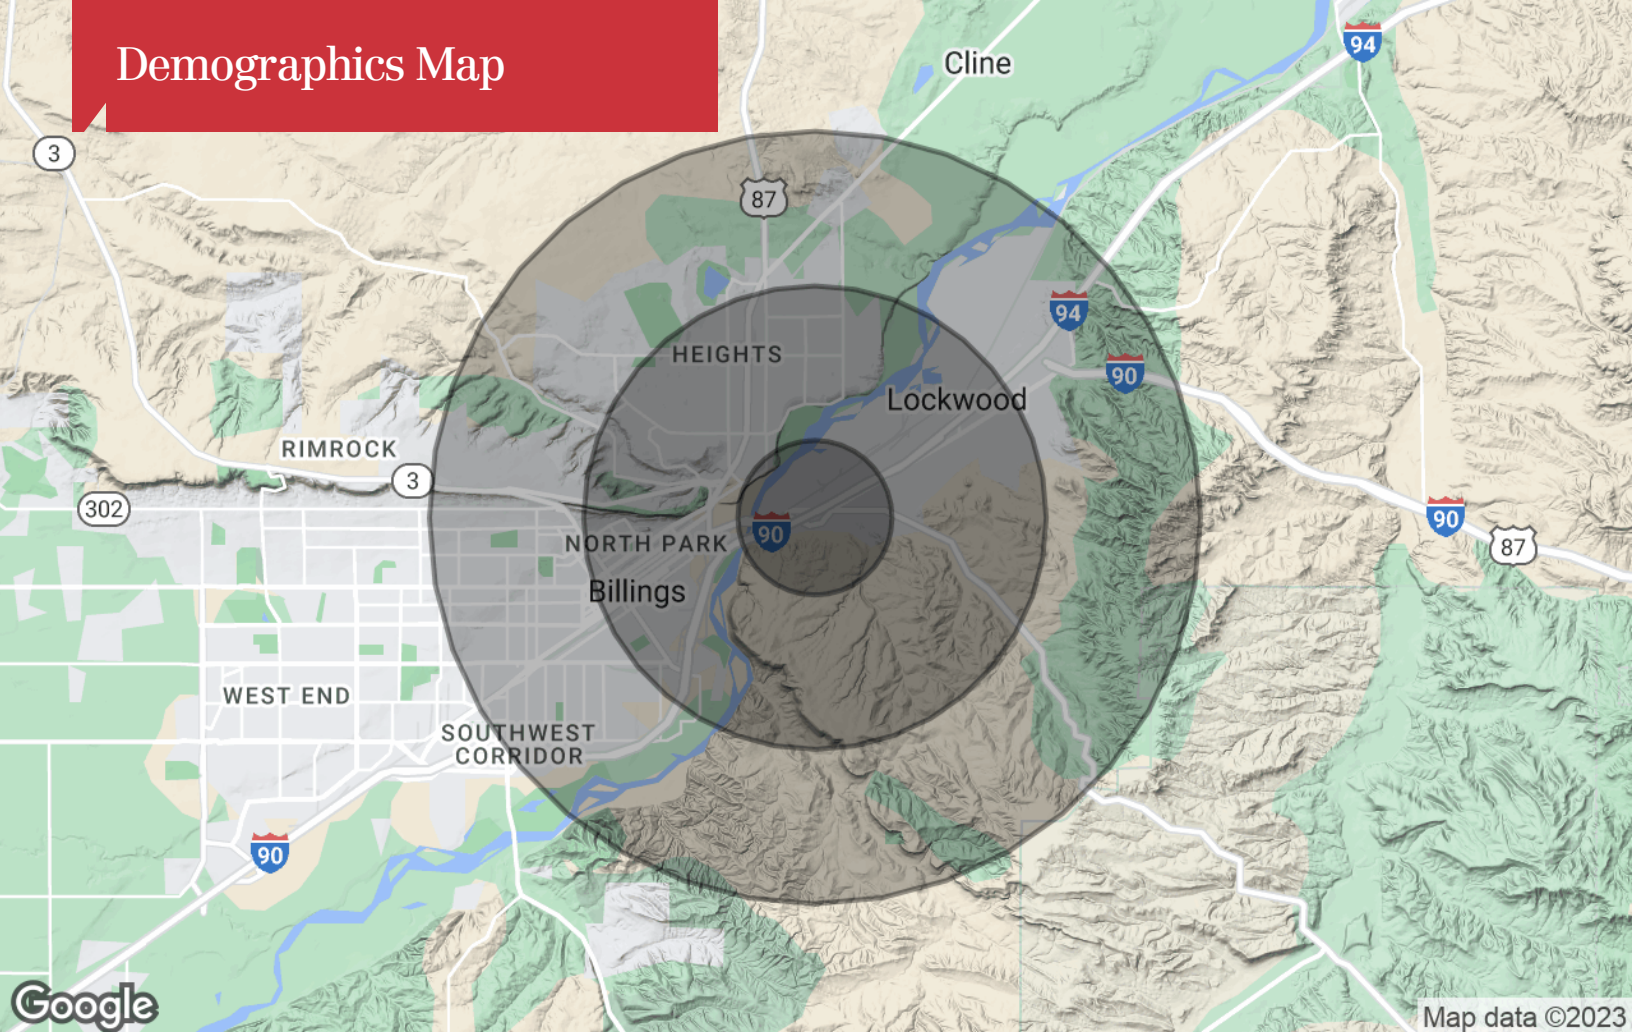 Demographics Map
Cline
94
3
87
94
HEIGHTS
90
Lockwood
RIMROCK
3
302
90
90
87
NORTH PARK
Billings
WEST END
SOUTHWEST
CORRIDOR
90
Google
Map data ©2023